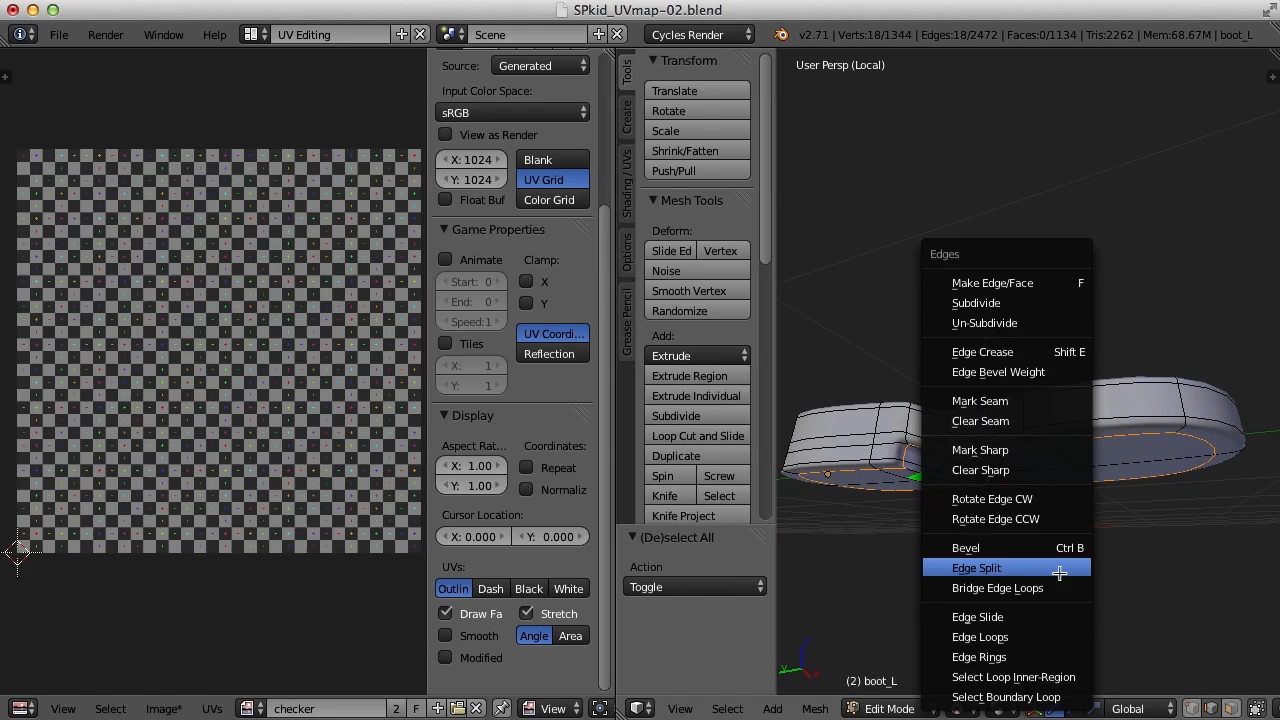 SPkid_UVmap-02.blend
File Render Window Help UV Editing Scene Cycles Render v2.71 | Verts:18/1344 | Edges:18/2472 | Faces:0/1134 | Tris:2262 | Mem:68.67M | boot_L
Source: Generated
Input Color Space:
sRGB
View as Render
X: 1024 Blank
Y: 1024 UV Grid
Float Buf Color Grid
Game Properties
Animate Clamp:
Start: 0 X
End: 0 Y
Speed:1
Tiles UV Coordi...
Reflection
X: 1
Y: 1
Display
Aspect Rat... Coordinates:
X: 1.00 Repeat
Y: 1.00 Normaliz
Cursor Location:
X: 0.000 Y: 0.000
UVs:
Outlin Dash Black White
Draw Fa Stretch
Smooth Angle Area
Modified
Tools
Create
Shading / UVs
Options
Grease Pencil
Transform
Translate
Rotate
Scale
Shrink/Fatten
Push/Pull
Mesh Tools
Deform:
Slide Ed Vertex
Noise
Smooth Vertex
Randomize
Add:
Extrude
Extrude Region
Extrude Individual
Subdivide
Loop Cut and Slide
Duplicate
Spin Screw
Knife Select
Knife Project
(De)select All
Action
Toggle
User Persp (Local)
Edges
Make Edge/Face F
Subdivide
Un-Subdivide
Edge Crease Shift E
Edge Bevel Weight
Mark Seam
Clear Seam
Mark Sharp
Clear Sharp
Rotate Edge CW
Rotate Edge CCW
Bevel Ctrl B
Edge Split
Bridge Edge Loops
Edge Slide
Edge Loops
Edge Rings
Select Loop Inner-Region
Select Boundary Loop
(2) boot_L
View Select Image* UVs checker 2 F View
View Select Add Mesh Edit Mode Global